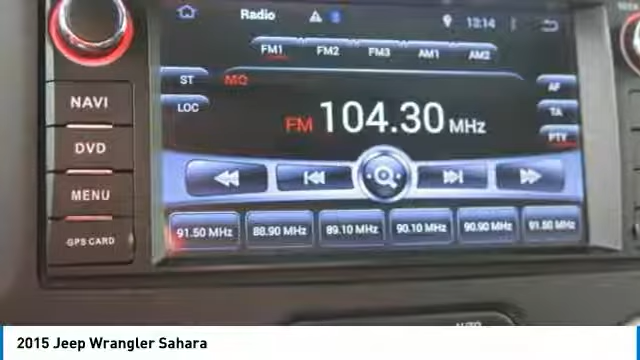 Radio 13:14
FM1 FM2 FM3 AM1 AM2
ST MO AF
LOC TA
FM 104.30 MHz PTY
NAVI
DVD
MENU
GPS CARD
91.50 MHz 88.90 MHz 89.10 MHz 90.10 MHz 90.90 MHz 91.50 MHz
AUTO
2015 Jeep Wrangler Sahara